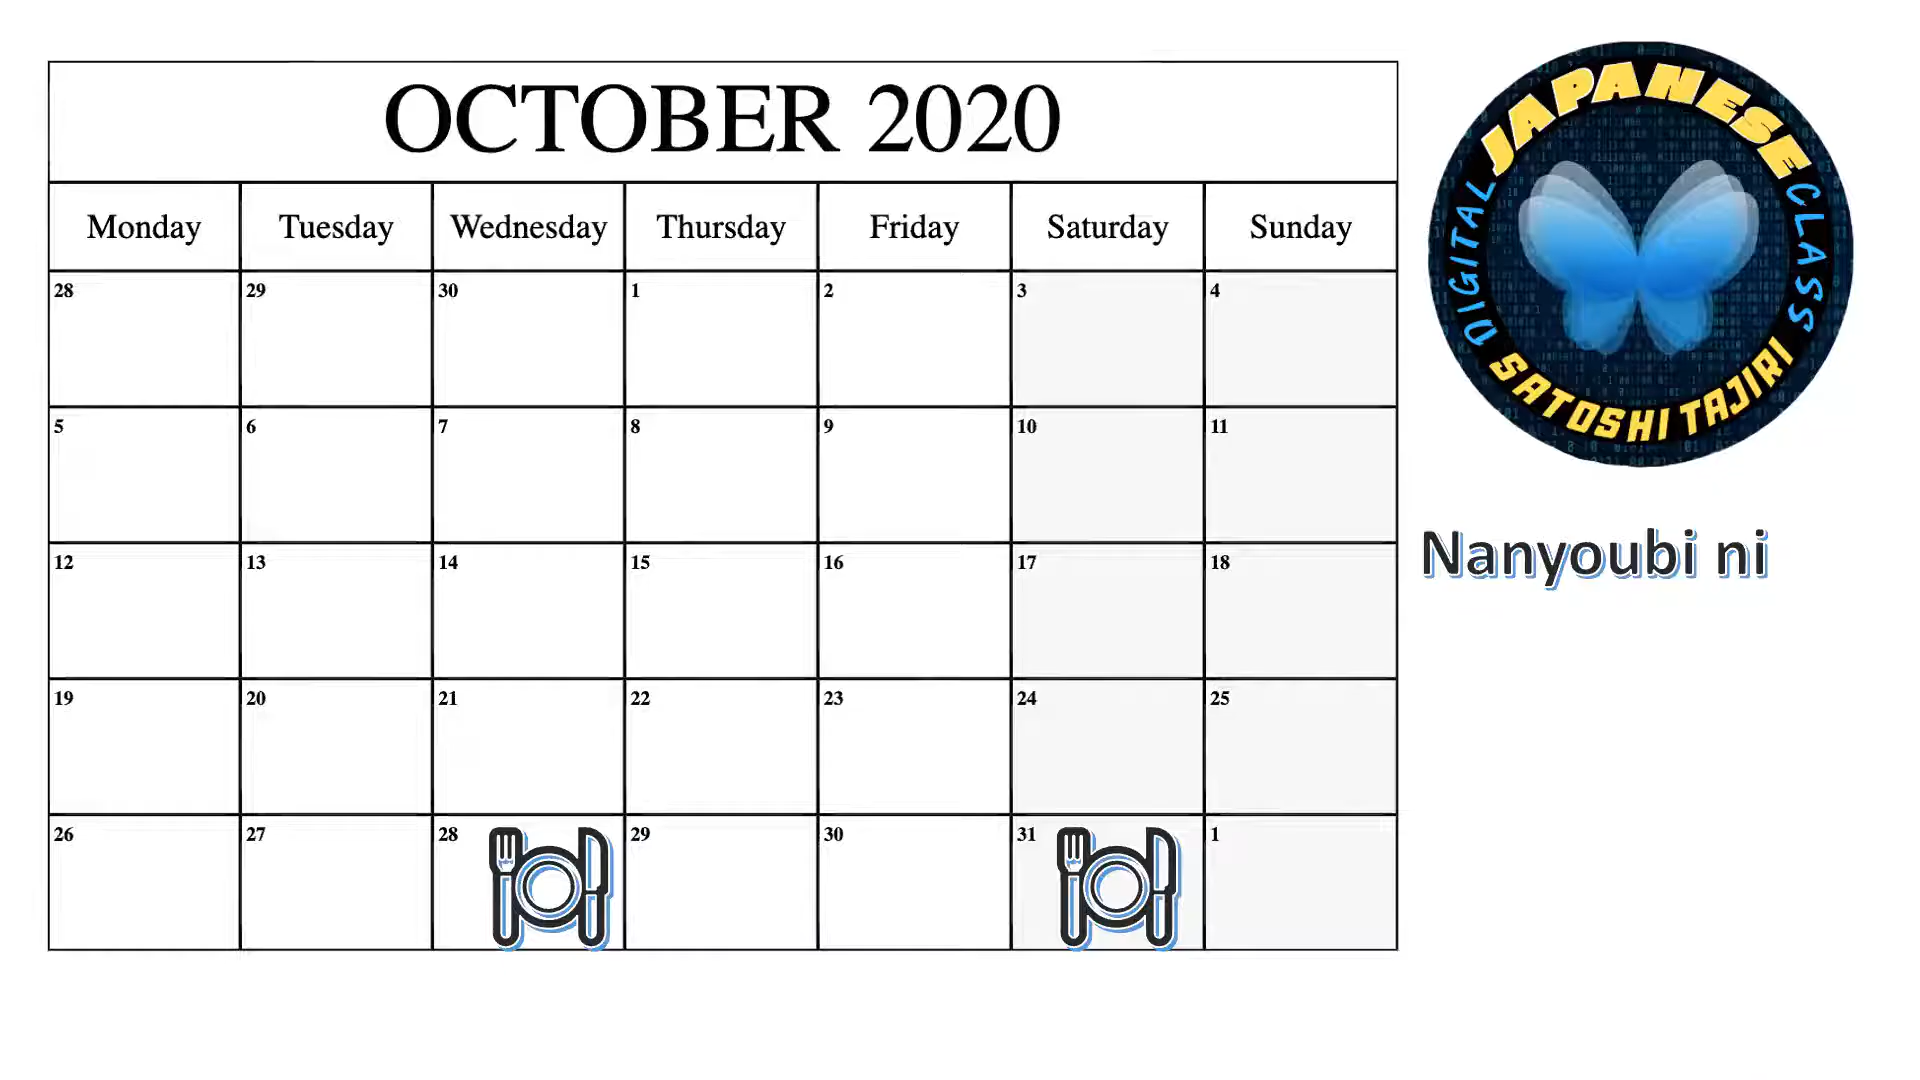 OCTOBER 2020
Monday Tuesday Wednesday Thursday Friday Saturday Sunday
28 29 30 1 2 3 4
5 6 7 8 9 10 11
12 13 14 15 16 17 18
19 20 21 22 23 24 25
26 27 28 29 30 31 1
DIGITAL JAPANESE CLASS
SATOSHI TAJIRI
Nanyoubi ni